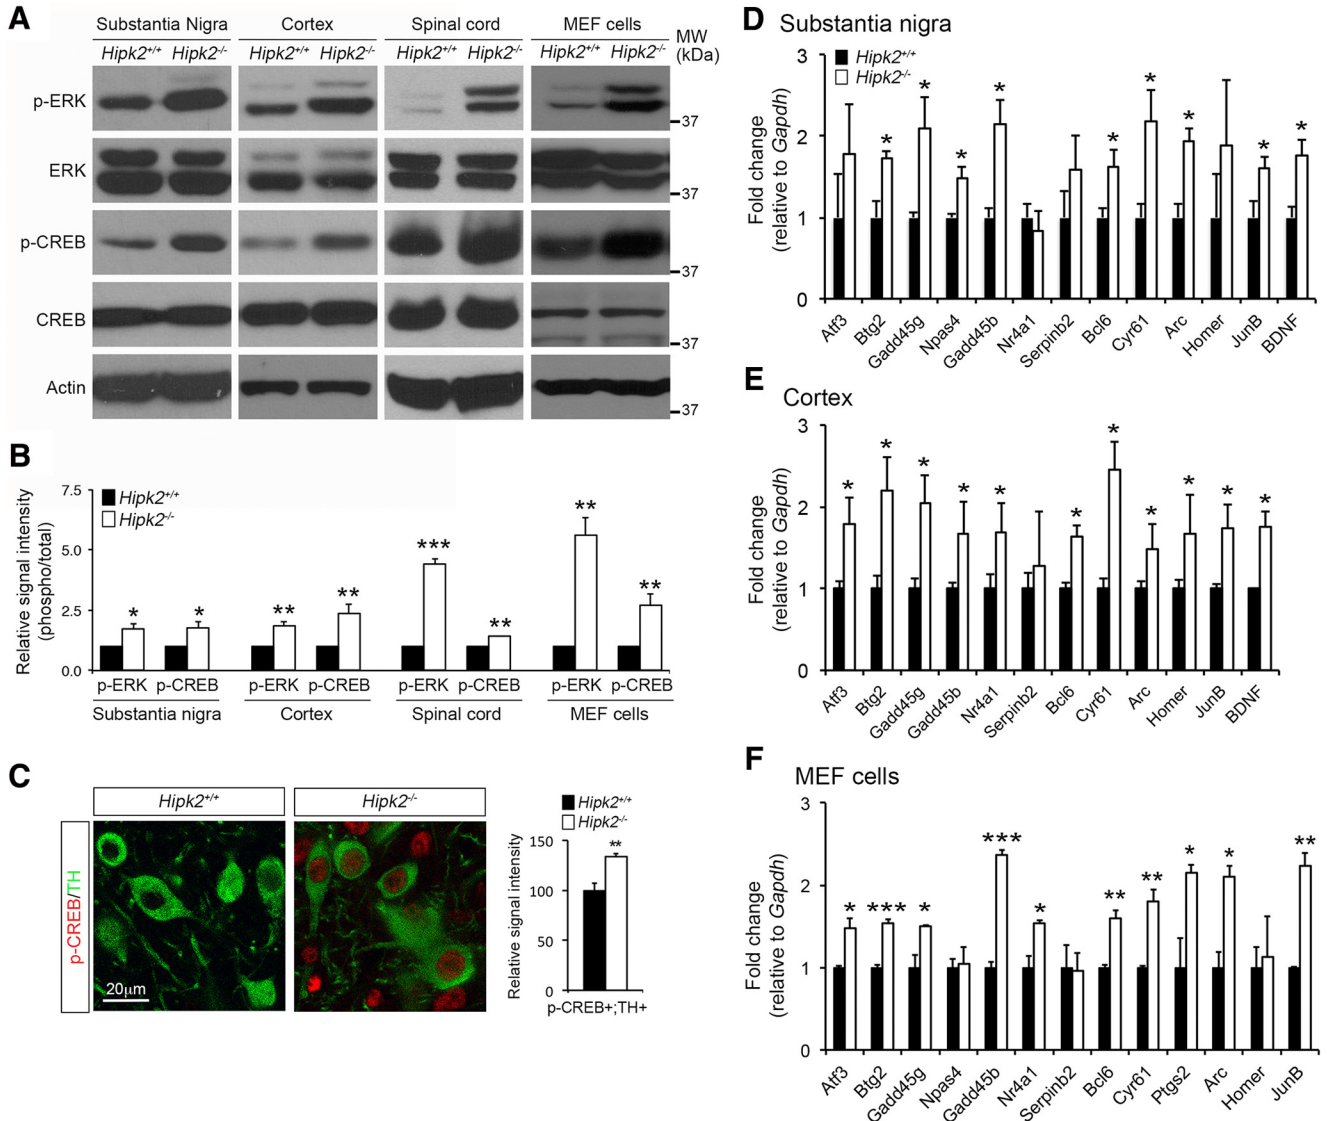 A
Substantia Nigra Cortex Spinal cord MEF cells
Hipk2+/+ Hipk2-/- Hipk2+/+ Hipk2-/- Hipk2+/+ Hipk2-/- Hipk2+/+ Hipk2-/-
MW
(kDa)
p-ERK
37
ERK
37
p-CREB
37
CREB
37
Actin
37
B
Relative signal intensity
(phospho/total)
7.5
5.0
2.5
0.0
Hipk2+/+
Hipk2-/-
* * ** ** *** ** ** **
p-ERK p-CREB p-ERK p-CREB p-ERK p-CREB p-ERK p-CREB
Substantia nigra Cortex Spinal cord MEF cells
C
Hipk2+/+ Hipk2-/-
p-CREB/TH
20μm
Hipk2+/+
Hipk2-/-
Relative signal intensity
150
100
50
0
**
p-CREB+;TH+
D Substantia nigra
Hipk2+/+
Hipk2-/-
Fold change
(relative to Gapdh)
3
2
1
0
* * * * * * * * *
Atf3 Btg2 Gadd45g Npas4 Gadd45b Nr4a1 Serpinb2 Bcl6 Cyr61 Arc Homer JunB BDNF
E Cortex
Fold change
(relative to Gapdh)
3
2
1
0
* * * * * * * * * * *
Atf3 Btg2 Gadd45g Gadd45b Nr4a1 Serpinb2 Bcl6 Cyr61 Arc Homer JunB BDNF
F MEF cells
Fold change
(relative to Gapdh)
3
2
1
0
* *** * *** * ** ** * * **
Atf3 Btg2 Gadd45g Npas4 Gadd45b Nr4a1 Serpinb2 Bcl6 Cyr61 Ptgs2 Arc Homer JunB